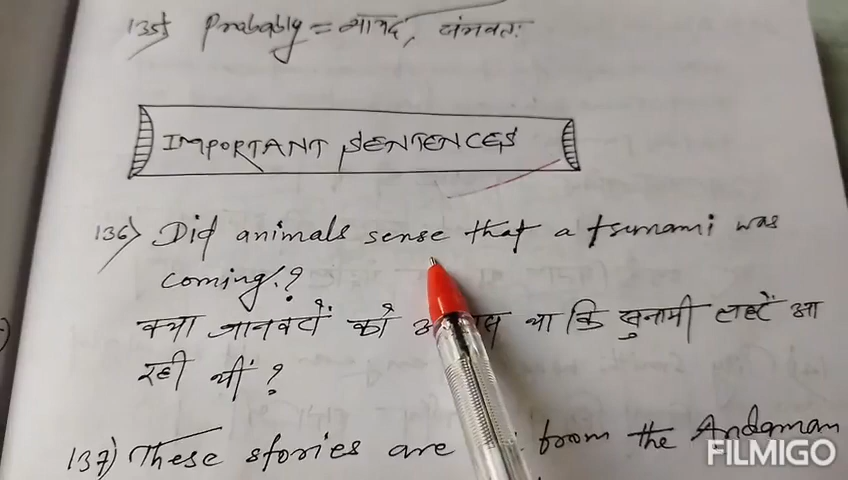 135) Probably = शायद, संभवतः
IMPORTANT SENTENCES
136) Did animals sense that a tsunami was
coming?
क्या जानवरों को था कि सुनामी लहरें आ
रही थीं ?
137) These stories are from the Andaman
FILMIGO